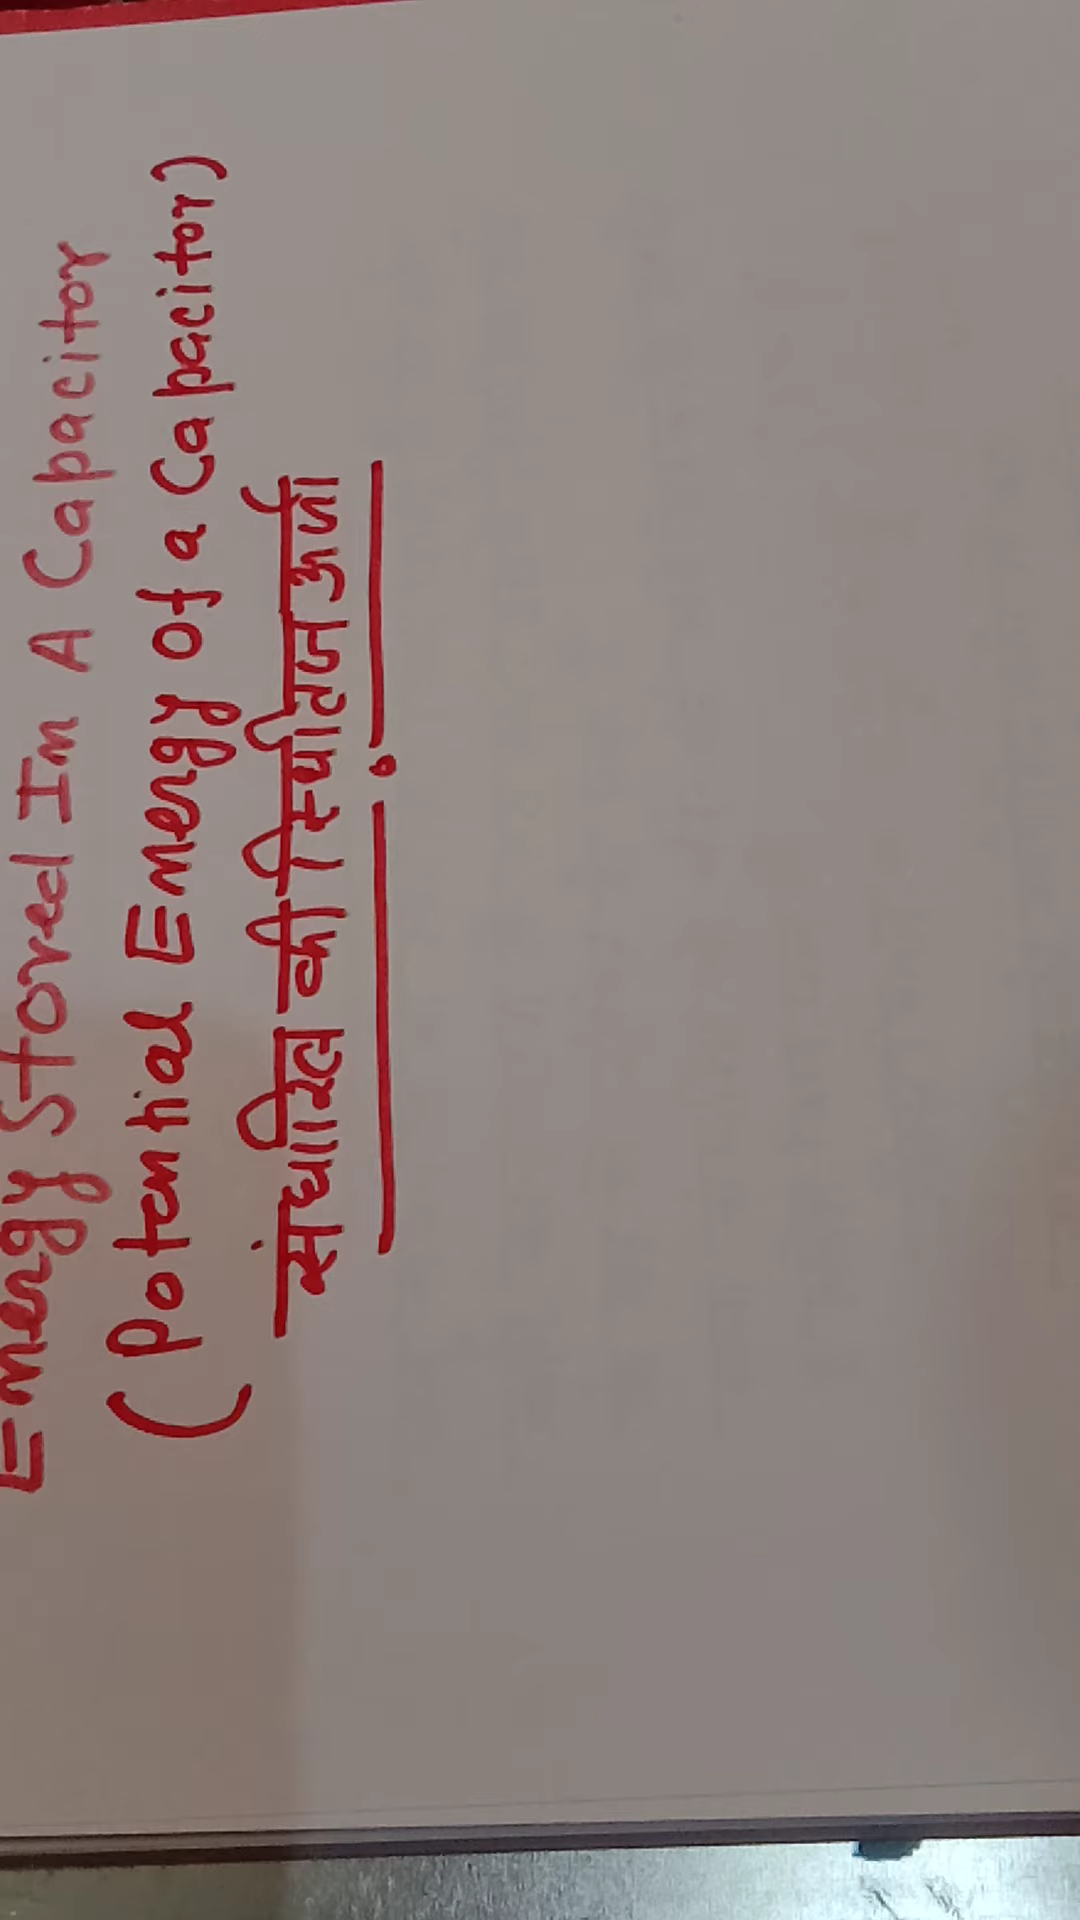 Energy Stored In A Capacitor
(Potential Energy of a Capacitor)
संधारित्र की स्थितिज ऊर्जा